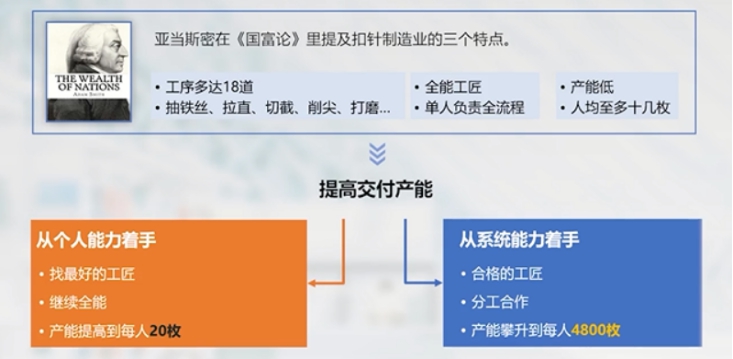 THE WEALTH
OF NATIONS
ADAM SMITH
亚当斯密在《国富论》里提及扣针制造业的三个特点。
• 工序多达18道
• 抽铁丝、拉直、切截、削尖、打磨...
• 全能工匠
• 单人负责全流程
• 产能低
• 人均至多十几枚
提高交付产能
从个人能力着手
• 找最好的工匠
• 继续全能
• 产能提高到每人20枚
从系统能力着手
• 合格的工匠
• 分工合作
• 产能攀升到每人4800枚